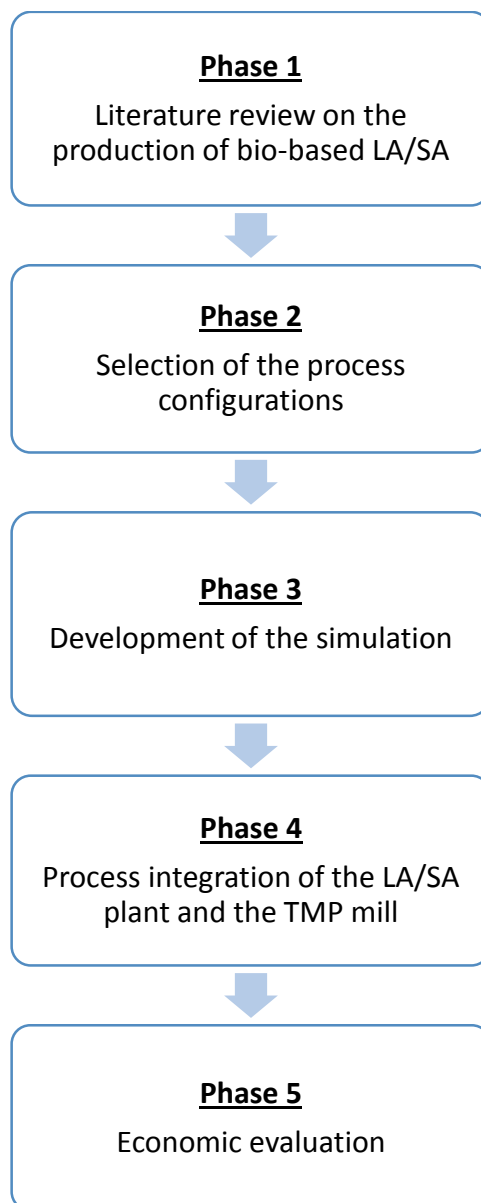 Phase 1
Literature review on the
production of bio-based LA/SA
Phase 2
Selection of the process
configurations
Phase 3
Development of the simulation
Phase 4
Process integration of the LA/SA
plant and the TMP mill
Phase 5
Economic evaluation